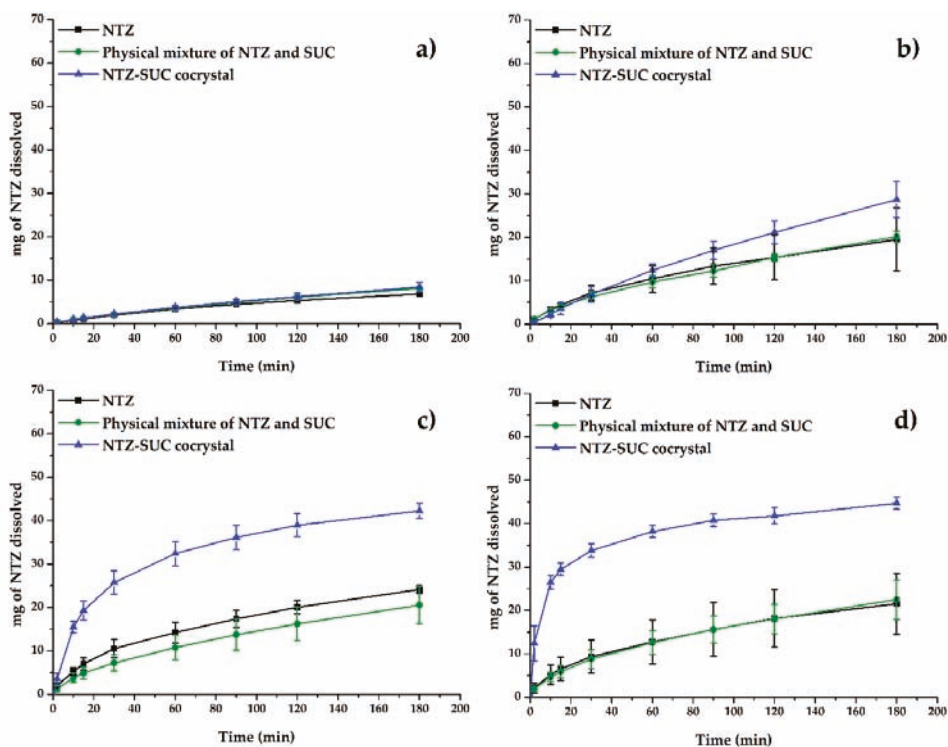 NTZ
Physical mixture of NTZ and SUC
NTZ-SUC cocrystal
a)
mg of NTZ dissolved
70
60
50
40
30
20
10
0
0 20 40 60 80 100 120 140 160 180 200
Time (min)
NTZ
Physical mixture of NTZ and SUC
NTZ-SUC cocrystal
b)
mg of NTZ dissolved
70
60
50
40
30
20
10
0
0 20 40 60 80 100 120 140 160 180 200
Time (min)
NTZ
Physical mixture of NTZ and SUC
NTZ-SUC cocrystal
c)
mg of NTZ dissolved
70
60
50
40
30
20
10
0
0 20 40 60 80 100 120 140 160 180 200
Time (min)
NTZ
Physical mixture of NTZ and SUC
NTZ-SUC cocrystal
d)
mg of NTZ dissolved
70
60
50
40
30
20
10
0
0 20 40 60 80 100 120 140 160 180 200
Time (min)